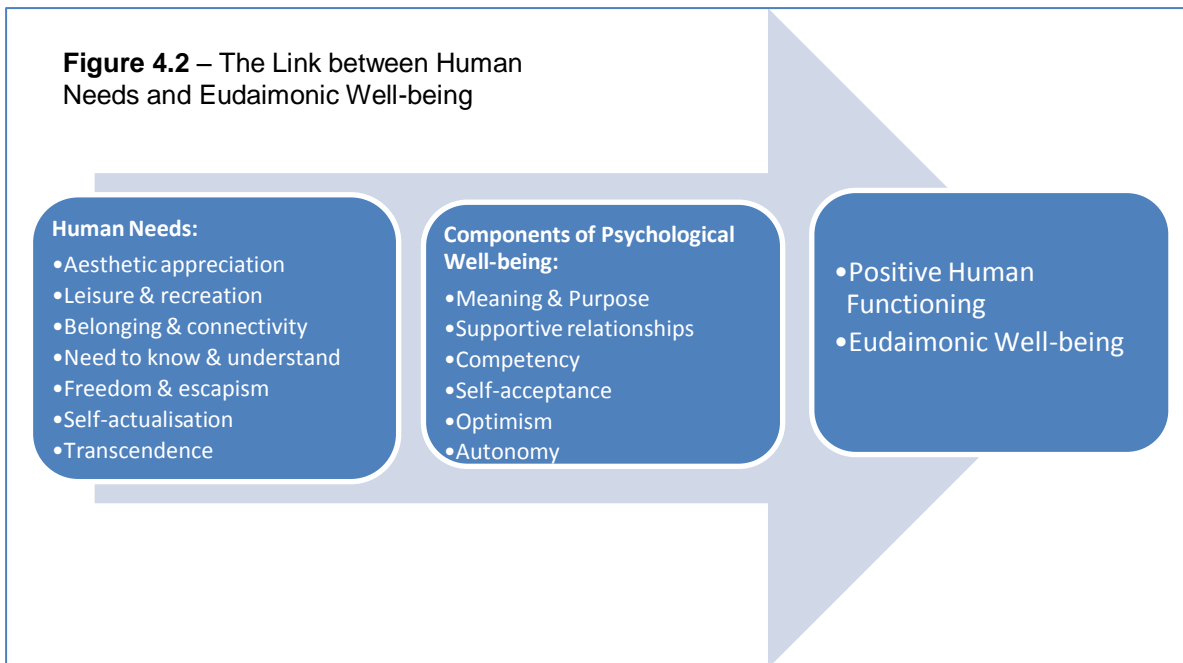 Figure 4.2 – The Link between Human
Needs and Eudaimonic Well-being
Human Needs:
•Aesthetic appreciation
•Leisure & recreation
•Belonging & connectivity
•Need to know & understand
•Freedom & escapism
•Self-actualisation
•Transcendence
Components of Psychological
Well-being:
•Meaning & Purpose
•Supportive relationships
•Competency
•Self-acceptance
•Optimism
•Autonomy
•Positive Human
Functioning
•Eudaimonic Well-being